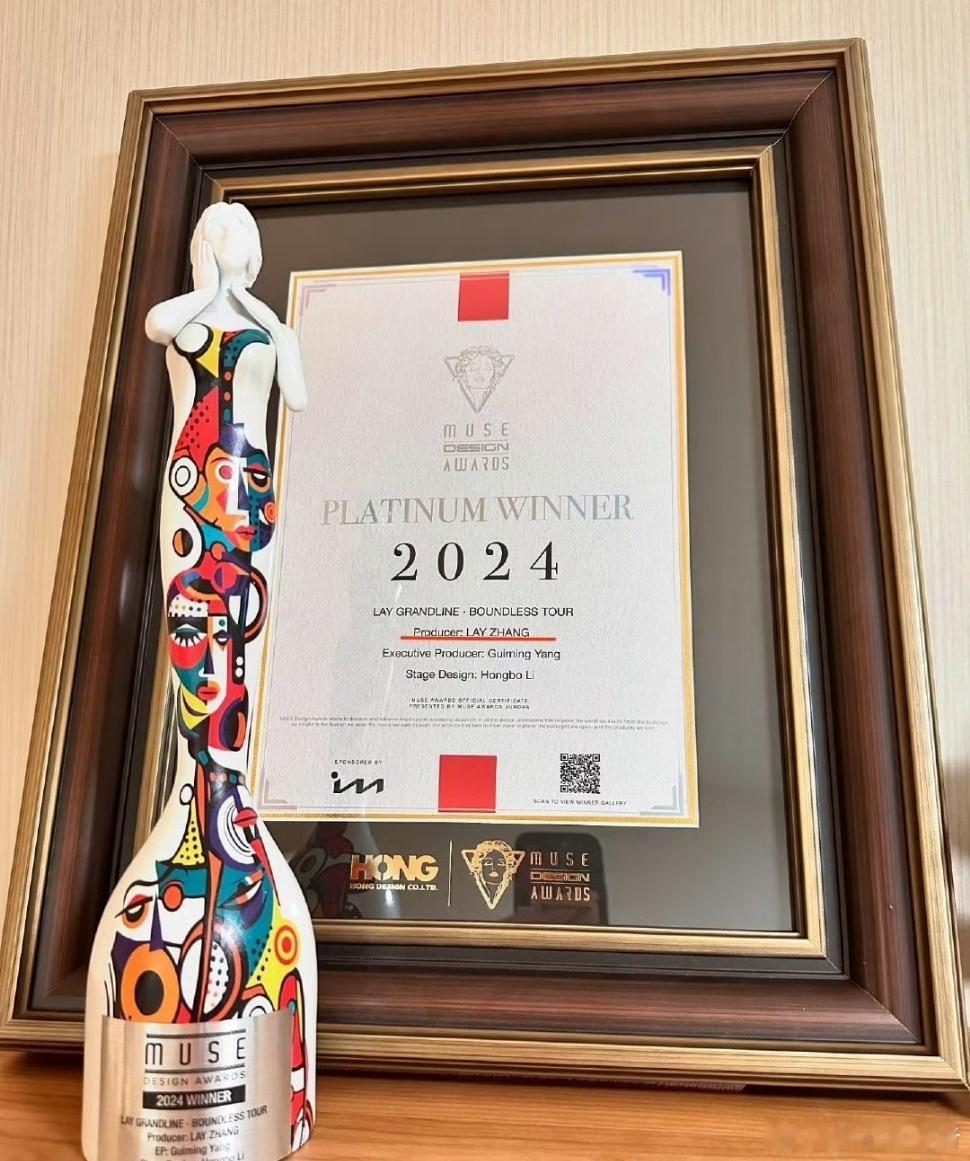 MUSE
DESIGN
AWARDS
PLATINUM WINNER
2024
LAY GRANDLINE · BOUNDLESS TOUR
Producer: LAY ZHANG
Executive Producer: Guiming Yang
Stage Design: Hongbo Li
MUSE AWARDS OFFICIAL CERTIFICATE
PRESENTED BY MUSE AWARDS JURORS
SPONSORED BY
im
SCAN TO VIEW WINNER GALLERY
HONG
HONG DESIGN CO.LTD.
MUSE
DESIGN
AWARDS
MUSE
DESIGN AWARDS
2024 WINNER
LAY GRANDLINE · BOUNDLESS TOUR
Producer: LAY ZHANG
EP: Guiming Yang
Hongbo Li